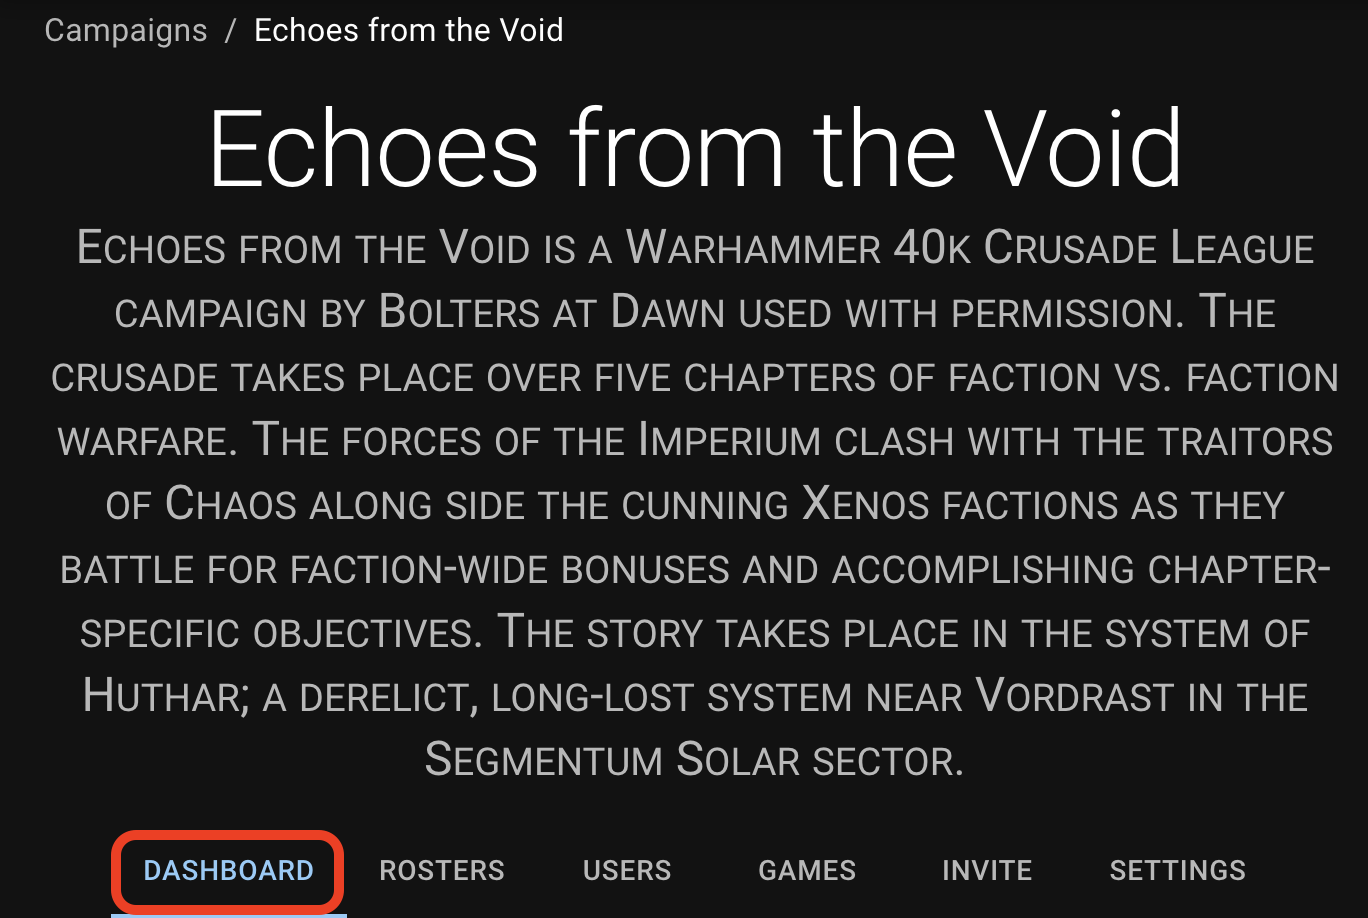 Campaigns / Echoes from the Void
Echoes from the Void
Echoes from the Void is a Warhammer 40k Crusade League
campaign by Bolters at Dawn used with permission. The
crusade takes place over five chapters of faction vs. faction
warfare. The forces of the Imperium clash with the traitors
of Chaos along side the cunning Xenos factions as they
battle for faction-wide bonuses and accomplishing chapter-
specific objectives. The story takes place in the system of
Huthar; a derelict, long-lost system near Vordrast in the
Segmentum Solar sector.
DASHBOARD ROSTERS USERS GAMES INVITE SETTINGS